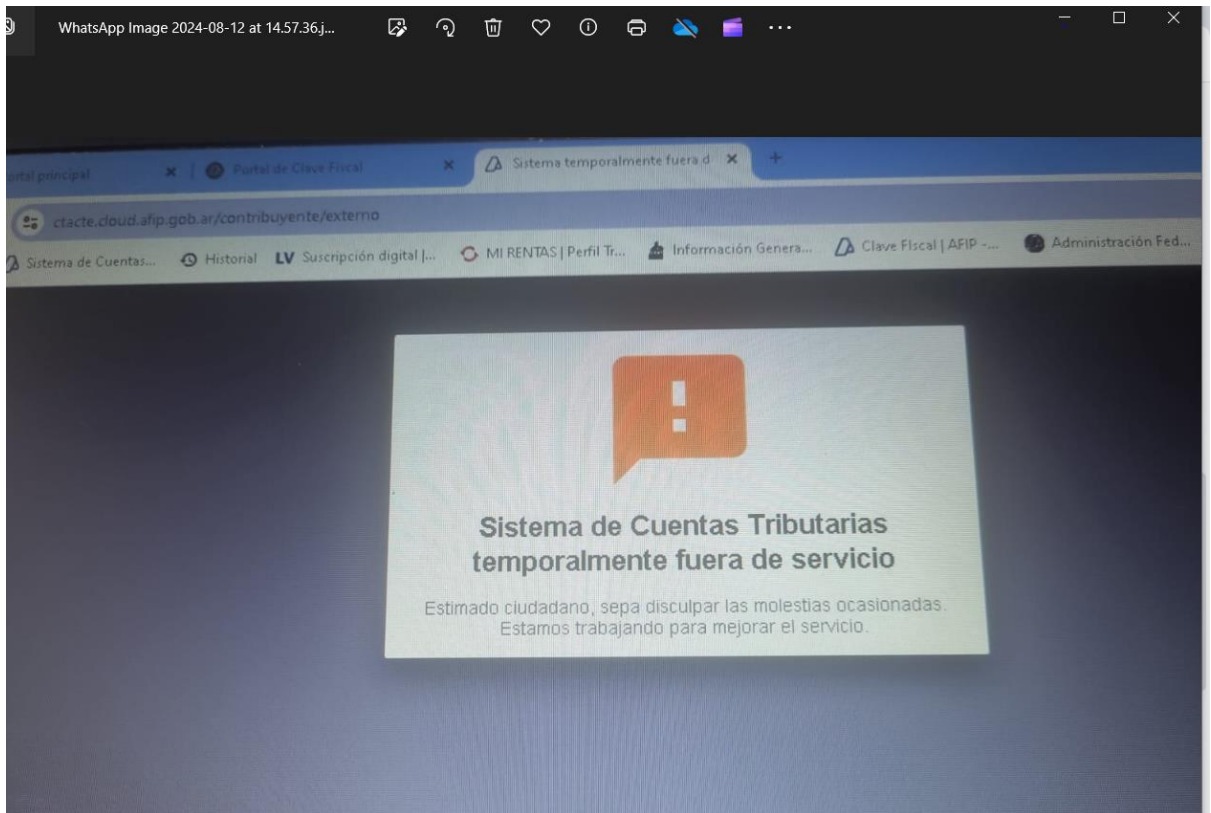 WhatsApp Image 2024-08-12 at 14.57.36.j...
portal principal Portal de Clave Fiscal Sistema temporalmente fuera d
ctacte.cloud.afip.gob.ar/contribuyente/externo
Sistema de Cuentas... Historial LV Suscripción digital |... MI RENTAS | Perfil Tr... Información Genera... Clave Fiscal | AFIP -... Administración Fed...
Sistema de Cuentas Tributarias
temporalmente fuera de servicio
Estimado ciudadano, sepa disculpar las molestias ocasionadas.
Estamos trabajando para mejorar el servicio.